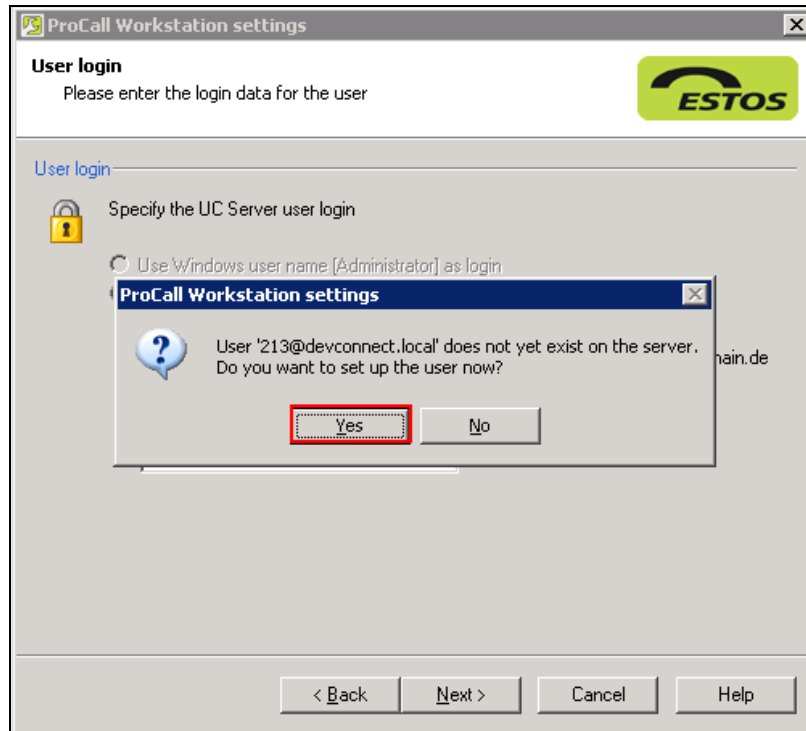 ProCall Workstation settings
User login
Please enter the login data for the user
ESTOS
User login
Specify the UC Server user login
Use Windows user name [Administrator] as login
ProCall Workstation settings
User '213@devconnect.local' does not yet exist on the server.
Do you want to set up the user now?
Yes
No
< Back
Next >
Cancel
Help